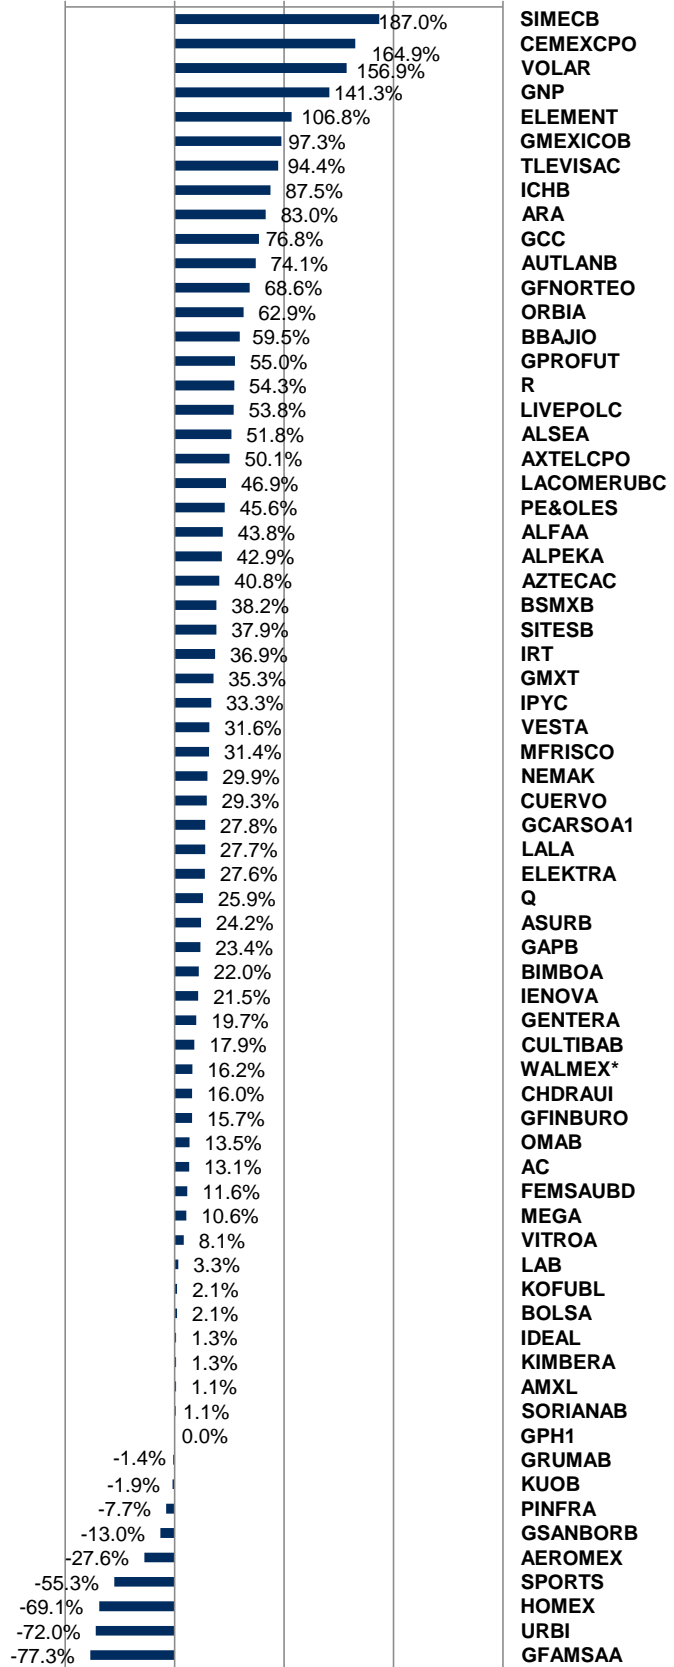 187.0% SIMECB
164.9% CEMEXCPO
156.9% VOLAR
141.3% GNP
106.8% ELEMENT
97.3% GMEXICOB
94.4% TLEVISAC
87.5% ICHB
83.0% ARA
76.8% GCC
74.1% AUTLANB
68.6% GFNORTEO
62.9% ORBIA
59.5% BBAJIO
55.0% GPROFUT
54.3% R
53.8% LIVEPOLC
51.8% ALSEA
50.1% AXTELCPO
46.9% LACOMERUBC
45.6% PE&OLES
43.8% ALFAA
42.9% ALPEKA
40.8% AZTECAC
38.2% BSMXB
37.9% SITESB
36.9% IRT
35.3% GMXT
33.3% IPYC
31.6% VESTA
31.4% MFRISCO
29.9% NEMAK
29.3% CUERVO
27.8% GCARSOA1
27.7% LALA
27.6% ELEKTRA
25.9% Q
24.2% ASURB
23.4% GAPB
22.0% BIMBOA
21.5% IENOVA
19.7% GENTERA
17.9% CULTIBAB
16.2% WALMEX*
16.0% CHDRAUI
15.7% GFINBURO
13.5% OMAB
13.1% AC
11.6% FEMSAUBD
10.6% MEGA
8.1% VITROA
3.3% LAB
2.1% KOFUBL
2.1% BOLSA
1.3% IDEAL
1.3% KIMBERA
1.1% AMXL
1.1% SORIANAB
0.0% GPH1
-1.4% GRUMAB
-1.9% KUOB
-7.7% PINFRA
-13.0% GSANBORB
-27.6% AEROMEX
-55.3% SPORTS
-69.1% HOMEX
-72.0% URBI
-77.3% GFAMSAA